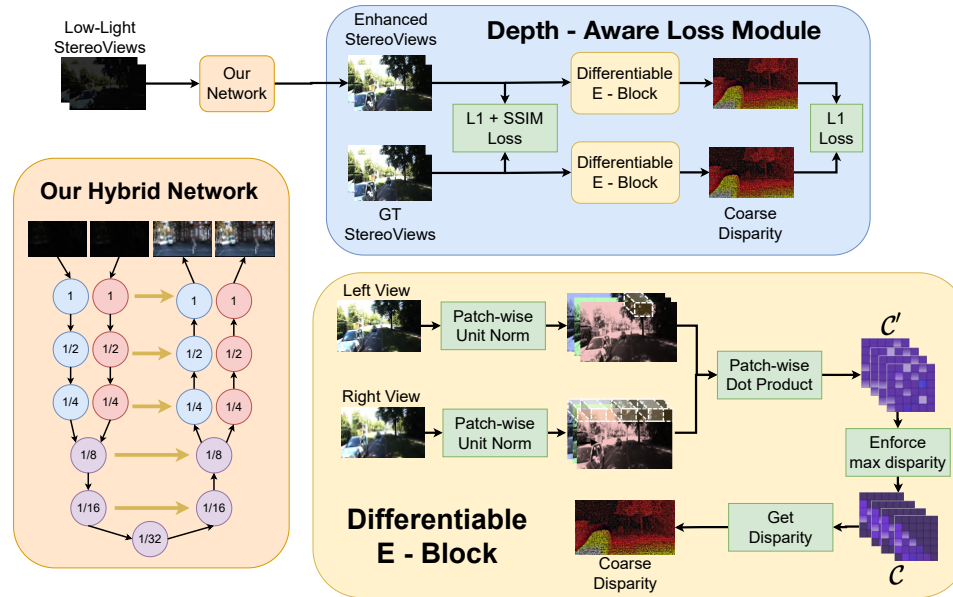 Low-Light
StereoViews
Our
Network
Enhanced
StereoViews
Depth - Aware Loss Module
Differentiable
E - Block
L1 + SSIM
Loss
L1
Loss
Differentiable
E - Block
GT
StereoViews
Coarse
Disparity
Our Hybrid Network
1 1 1 1
1/2 1/2 1/2 1/2
1/4 1/4 1/4 1/4
1/8 1/8
1/16 1/16
1/32
Left View
Patch-wise
Unit Norm
Right View
Patch-wise
Unit Norm
Patch-wise
Dot Product
C′
Enforce
max disparity
C
Get
Disparity
Coarse
Disparity
Differentiable
E - Block